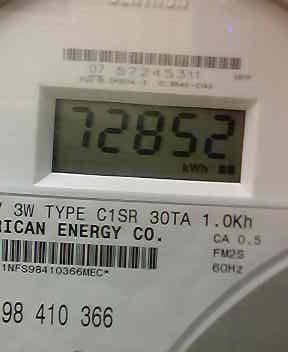 07 57245311
72852
kWh
3W TYPE C1SR 30TA 1.0Kh
RICAN ENERGY CO.
CA 0.5
FM2S
60Hz
1NFS98410366MEC*
98 410 366